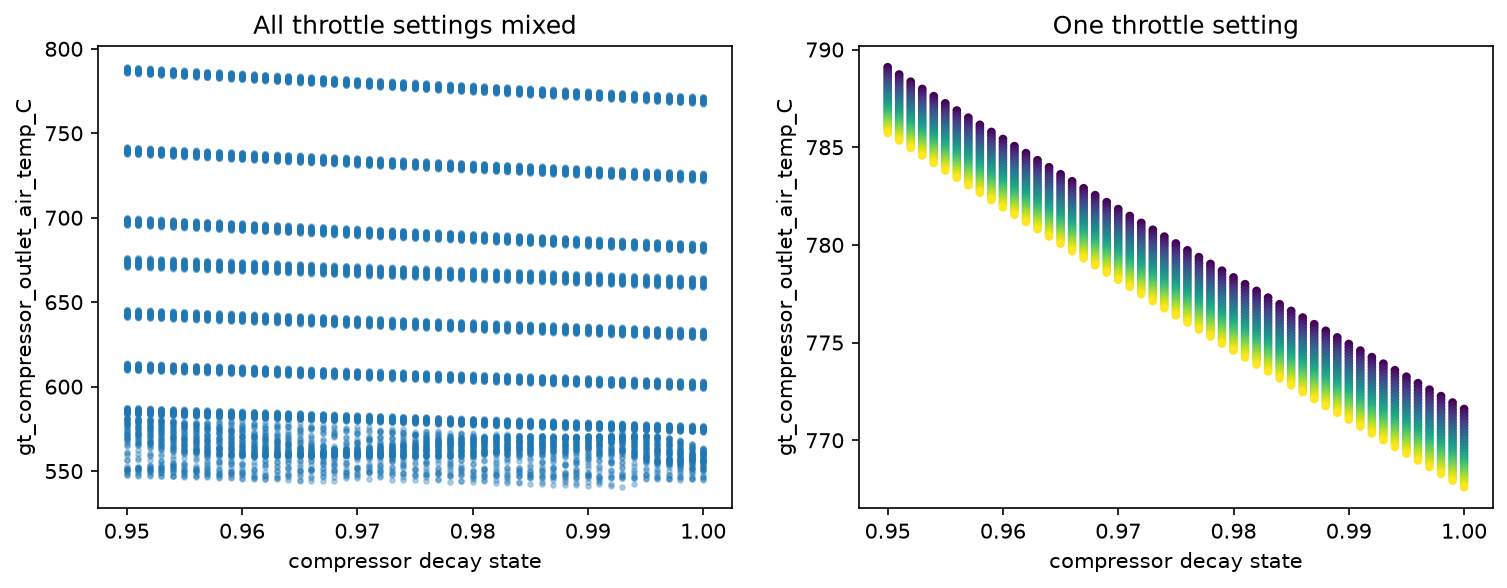 All throttle settings mixed
gt_compressor_outlet_air_temp_C
800
750
700
650
600
550
0.95 0.96 0.97 0.98 0.99 1.00
compressor decay state
One throttle setting
gt_compressor_outlet_air_temp_C
790
785
780
775
770
0.95 0.96 0.97 0.98 0.99 1.00
compressor decay state